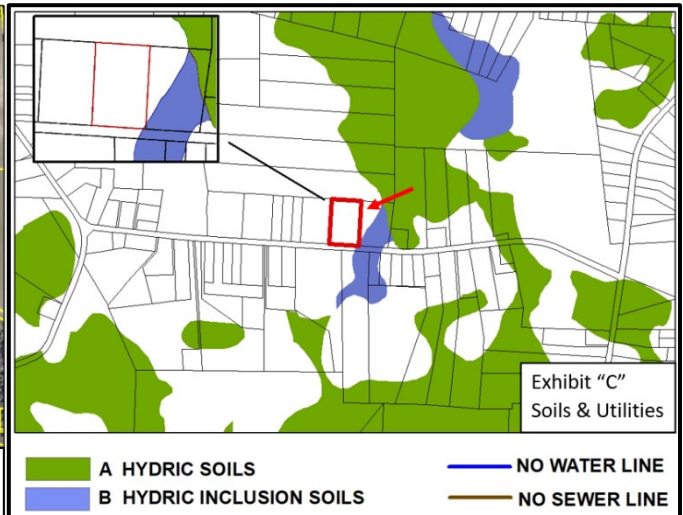 Exhibit “C”
Soils & Utilities
A HYDRIC SOILS
B HYDRIC INCLUSION SOILS
NO WATER LINE
NO SEWER LINE